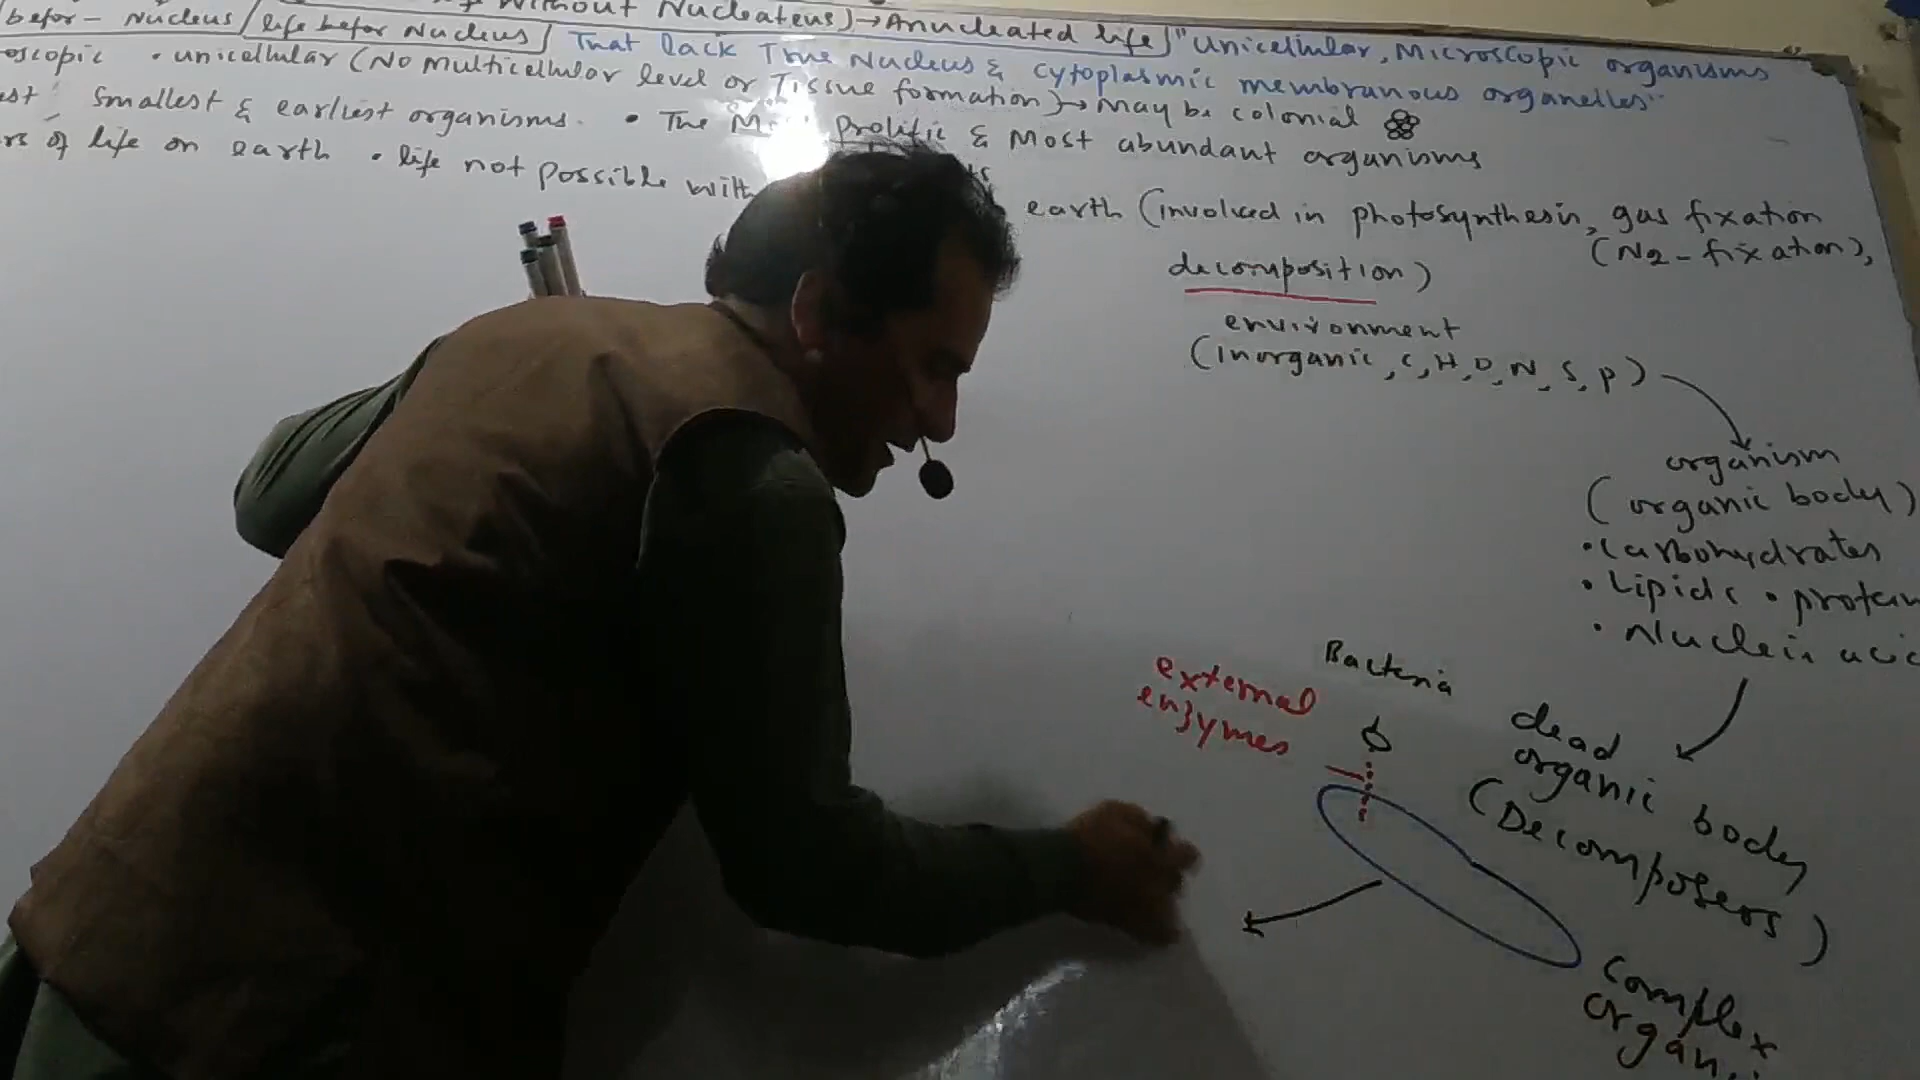 befor - Nucleus / life befor Nucleus / without Nucleateus) → Anucleated life] "unicellular, Microscopic organisms
That lack True Nucleus & cytoplasmic membranous organelles"
oscopic • unicellular (No Multicellular level or Tissue formation) → May be colonial
est smallest & earliest organisms. • The prolific & Most abundant organisms
rs of life on earth • life not possible with
earth (involved in photosynthesis, gas fixation
(N2 - fixation),
decomposition)
environment
(Inorganic, C, H, O, N, S, P)
organism
(organic body)
• Carbohydrates
• Lipids • protein
• Nucleic acid
Bacteria
external
enzymes
dead
organic body
(Decomposers)
complex
organi